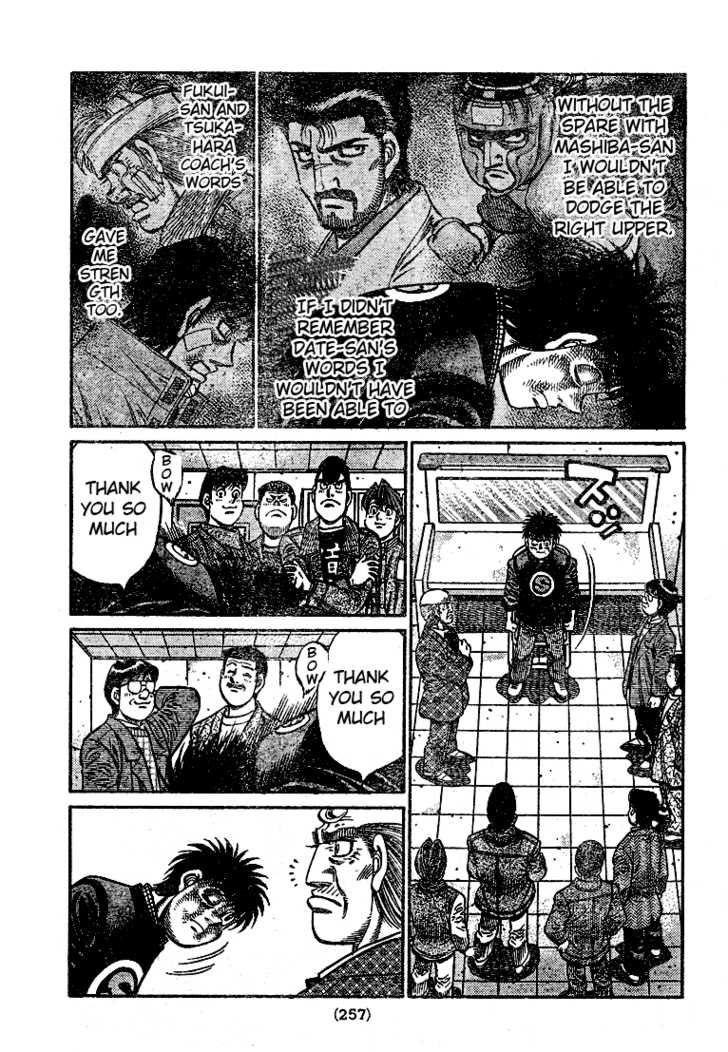 WITHOUT THE
SPARE WITH
MASHIBA-SAN
I WOULDN'T
BE ABLE TO
DODGE THE
RIGHT UPPER.
IF I DIDN'T
REMEMBER
DATE-SAN'S
WORDS I
WOULDN'T HAVE
BEEN ABLE TO
FUKUI-
SAN AND
TSUKA-
HARA
COACH'S
WORDS
GAVE
ME
STREN
GTH
TOO.
S
BOW
THANK
YOU SO
MUCH
BOW
THANK
YOU SO
MUCH
(257)